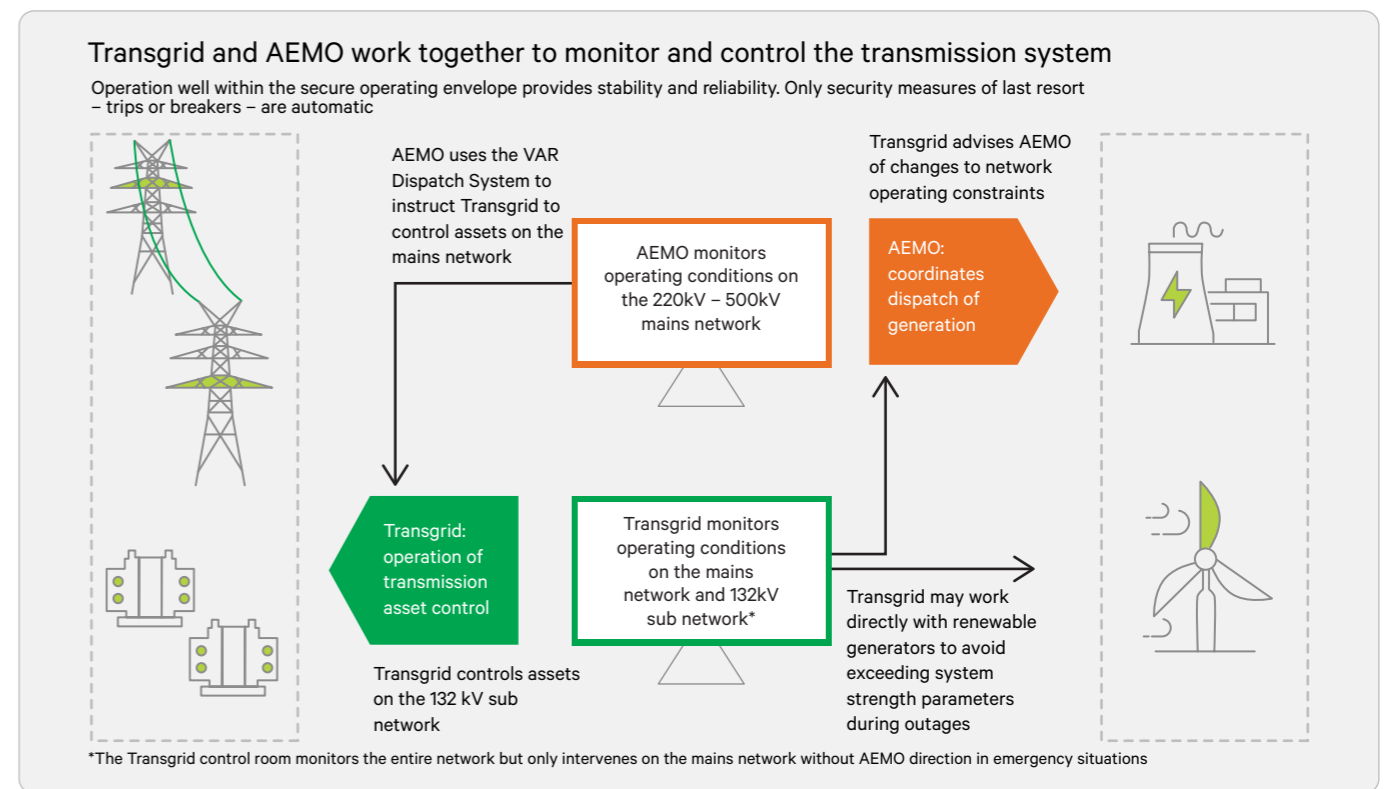 Transgrid and AEMO work together to monitor and control the transmission system
Operation well within the secure operating envelope provides stability and reliability. Only security measures of last resort
– trips or breakers – are automatic
AEMO uses the VAR
Dispatch System to
instruct Transgrid to
control assets on the
mains network
AEMO monitors
operating conditions on
the 220kV – 500kV
mains network
Transgrid advises AEMO
of changes to network
operating constraints
AEMO:
coordinates
dispatch of
generation
Transgrid:
operation of
transmission
asset control
Transgrid controls assets
on the 132 kV sub
network
Transgrid monitors
operating conditions
on the mains
network and 132kV
sub network*
Transgrid may work
directly with renewable
generators to avoid
exceeding system
strength parameters
during outages
*The Transgrid control room monitors the entire network but only intervenes on the mains network without AEMO direction in emergency situations